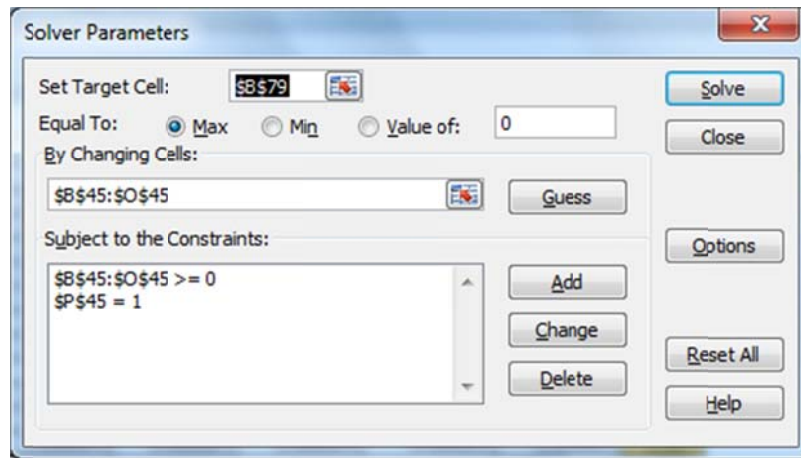 Solver Parameters
Set Target Cell: $B$79 Solve
Equal To: Max Min Value of: 0 Close
By Changing Cells:
$B$45:$O$45 Guess
Subject to the Constraints: Options
$B$45:$O$45 >= 0 Add
$P$45 = 1
Change
Reset All
Delete
Help